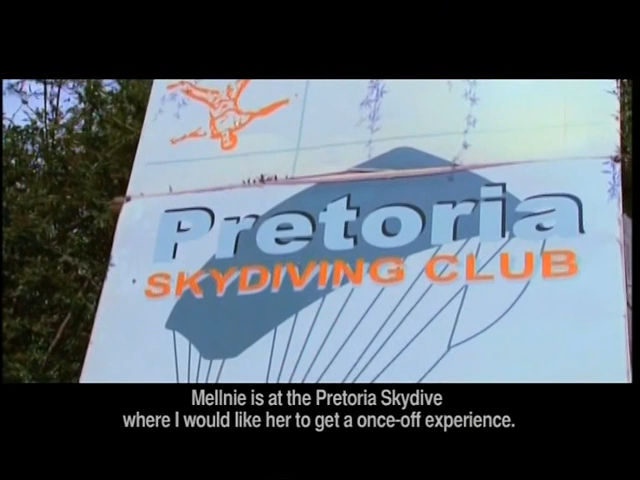 Pretoria
SKYDIVING CLUB
Mellnie is at the Pretoria Skydive
where I would like her to get a once-off experience.